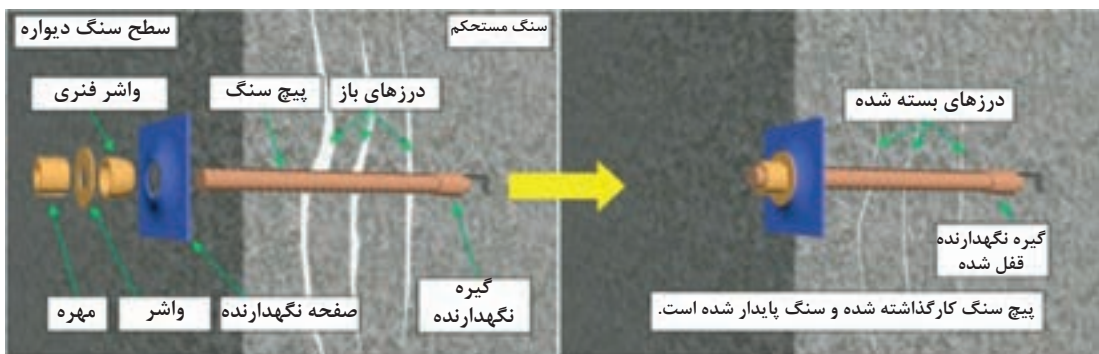 سطح سنگ دیواره
سنگ مستحکم
واشر فنری
پیچ سنگ
درزهای باز
مهره
واشر
صفحه نگهدارنده
گیره
نگهدارنده
درزهای بسته شده
گیره نگهدارنده
قفل شده
پیچ سنگ کارگذاشته شده و سنگ پایدار شده است.